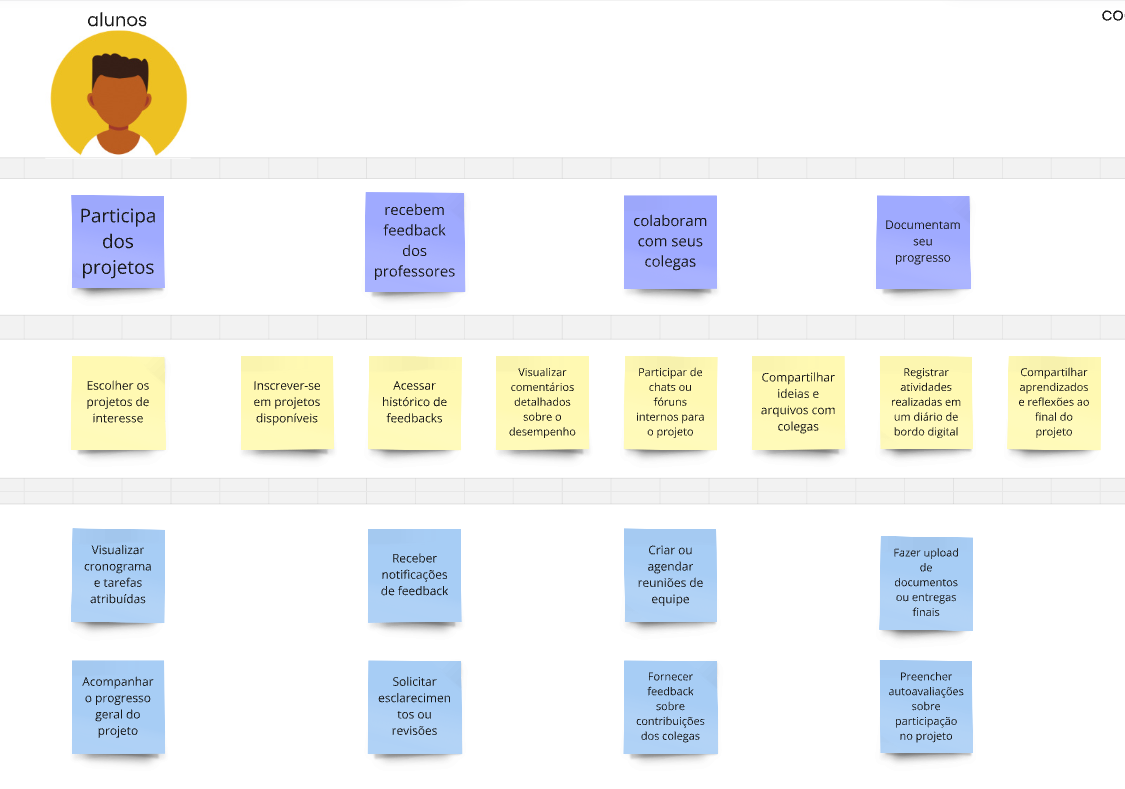 alunos
Participa
dos
projetos
recebem
feedback
dos
professores
colaboram
com seus
colegas
Documentam
seu
progresso
Escolher os
projetos de
interesse
Inscrever-se
em projetos
disponíveis
Acessar
histórico de
feedbacks
Visualizar
comentários
detalhados
sobre o
desempenho
Participar de
chats ou
fóruns
internos para
o projeto
Compartilhar
ideias e
arquivos com
colegas
Registrar
atividades
realizadas em
um diário de
bordo digital
Compartilhar
aprendizados
e reflexões ao
final do
projeto
Visualizar
cronograma
e tarefas
atribuídas
Receber
notificações
de feedback
Criar ou
agendar
reuniões de
equipe
Fazer upload
de
documentos
ou entregas
finais
Acompanhar
o progresso
geral do
projeto
Solicitar
esclarecimen
tos ou
revisões
Fornecer
feedback
sobre
contribuições
dos colegas
Preencher
autoavaliações
sobre
participação
no projeto